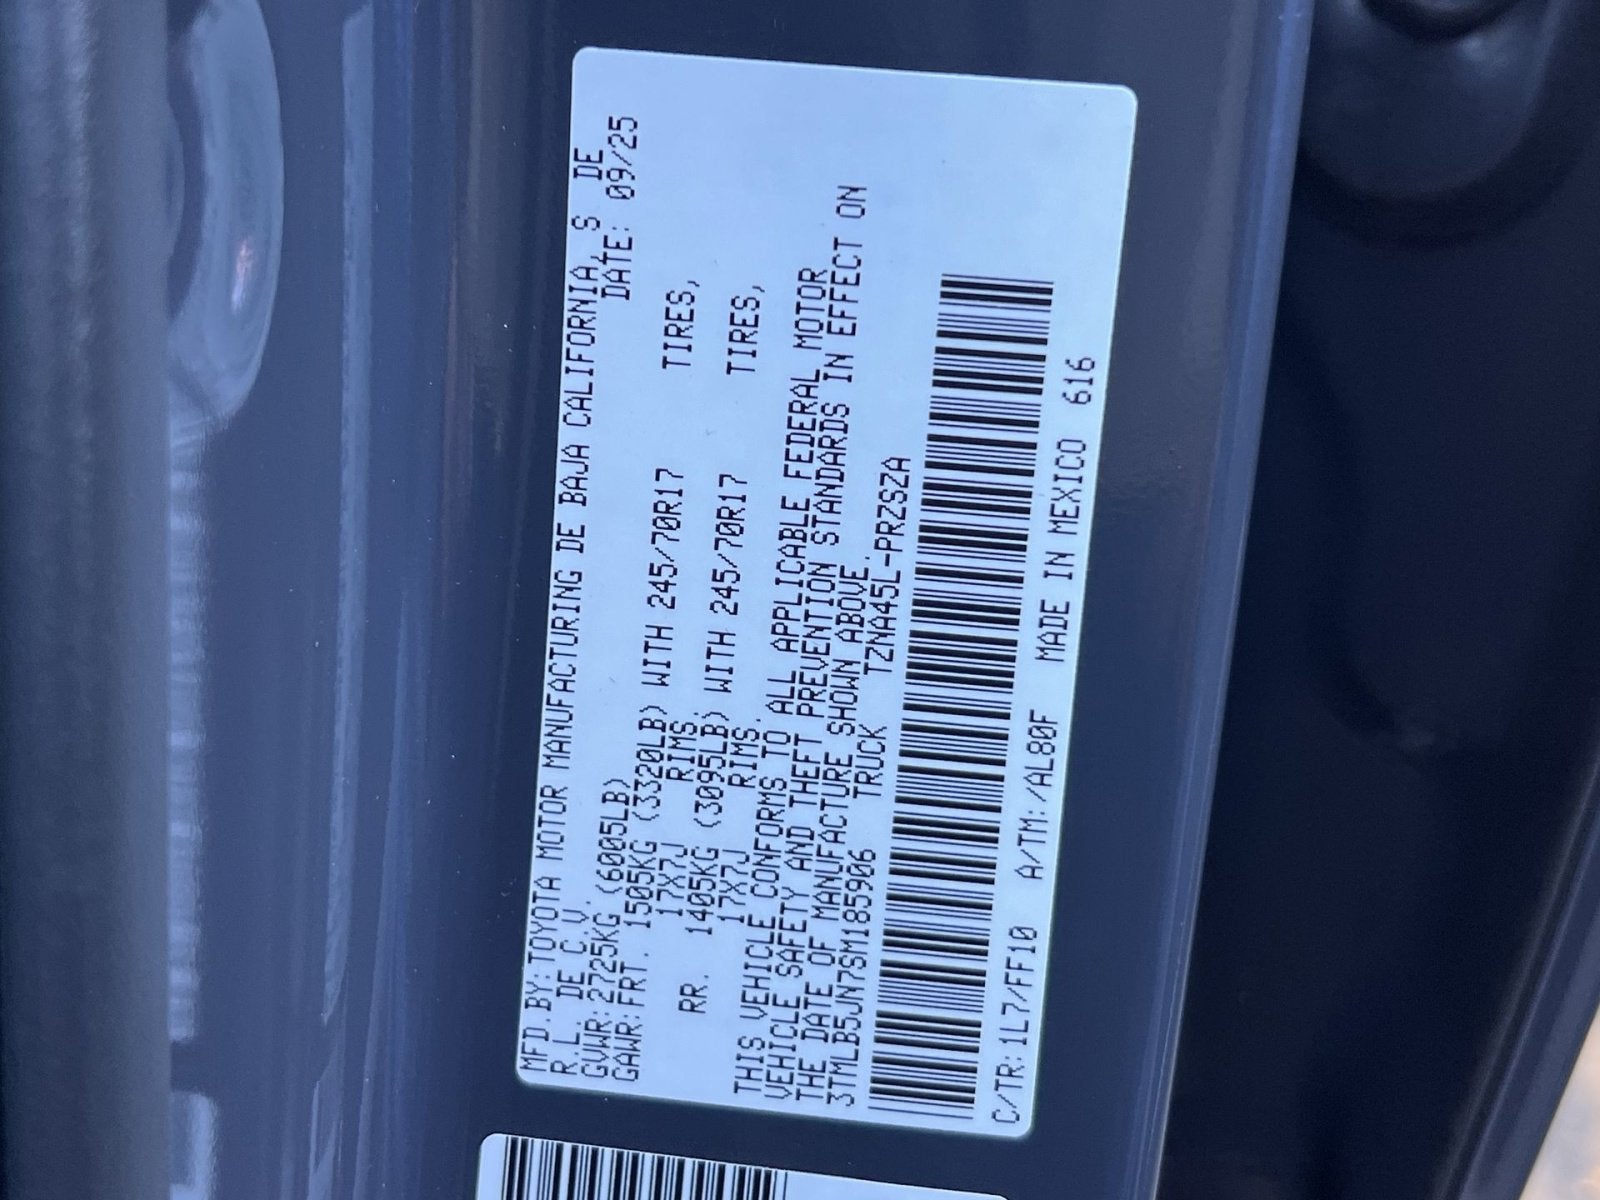 MFD.BY:TOYOTA MOTOR MANUFACTURING DE BAJA CALIFORNIA, S DE
R.L. DE C.V. DATE: 09/25
GVWR:2725KG (6005LB)
GAWR:FRT. 1505KG (3320LB) WITH 245/70R17 TIRES,
17X7J RIMS.
RR. 1405KG (3095LB) WITH 245/70R17 TIRES,
17X7J RIMS.
THIS VEHICLE CONFORMS TO ALL APPLICABLE FEDERAL MOTOR
VEHICLE SAFETY AND THEFT PREVENTION STANDARDS IN EFFECT ON
THE DATE OF MANUFACTURE SHOWN ABOVE.
3TMLB5JN7SM185906 TRUCK TZNA45L-PRZSZA
C/TR:1L7/FF10 A/TM:/AL80F MADE IN MEXICO 616